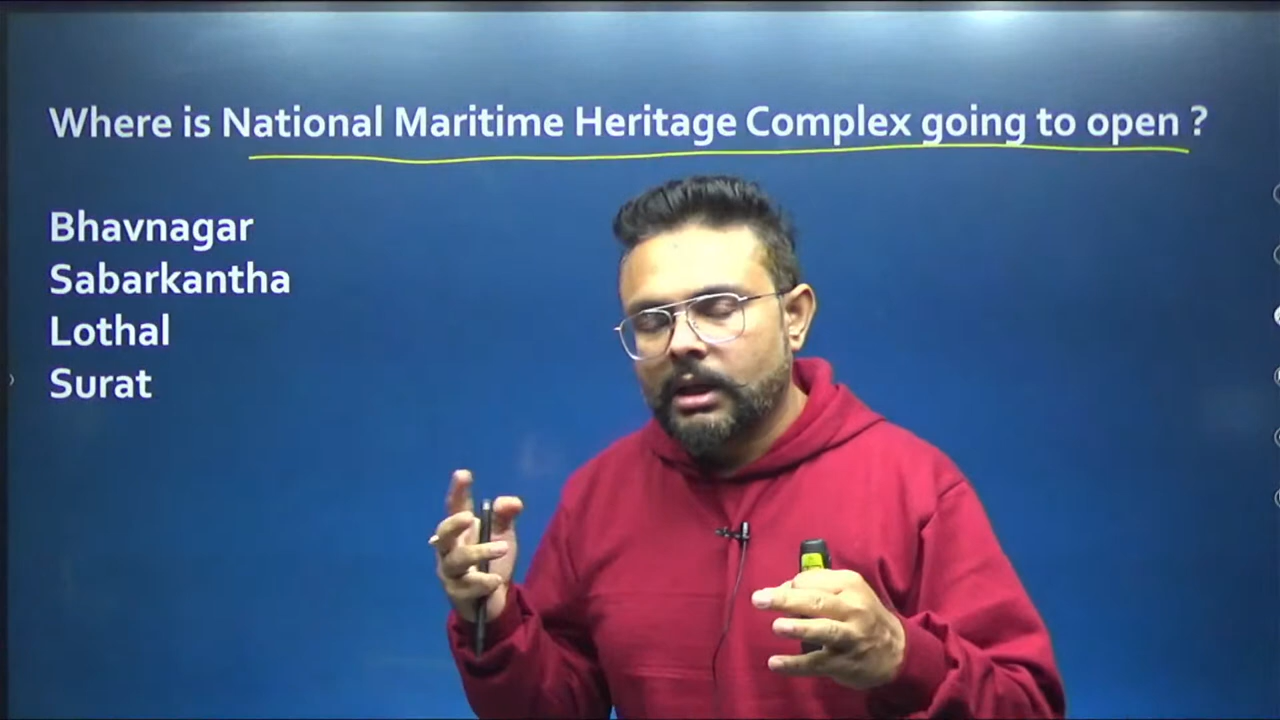 Where is National Maritime Heritage Complex going to open ?
Bhavnagar
Sabarkantha
Lothal
Surat